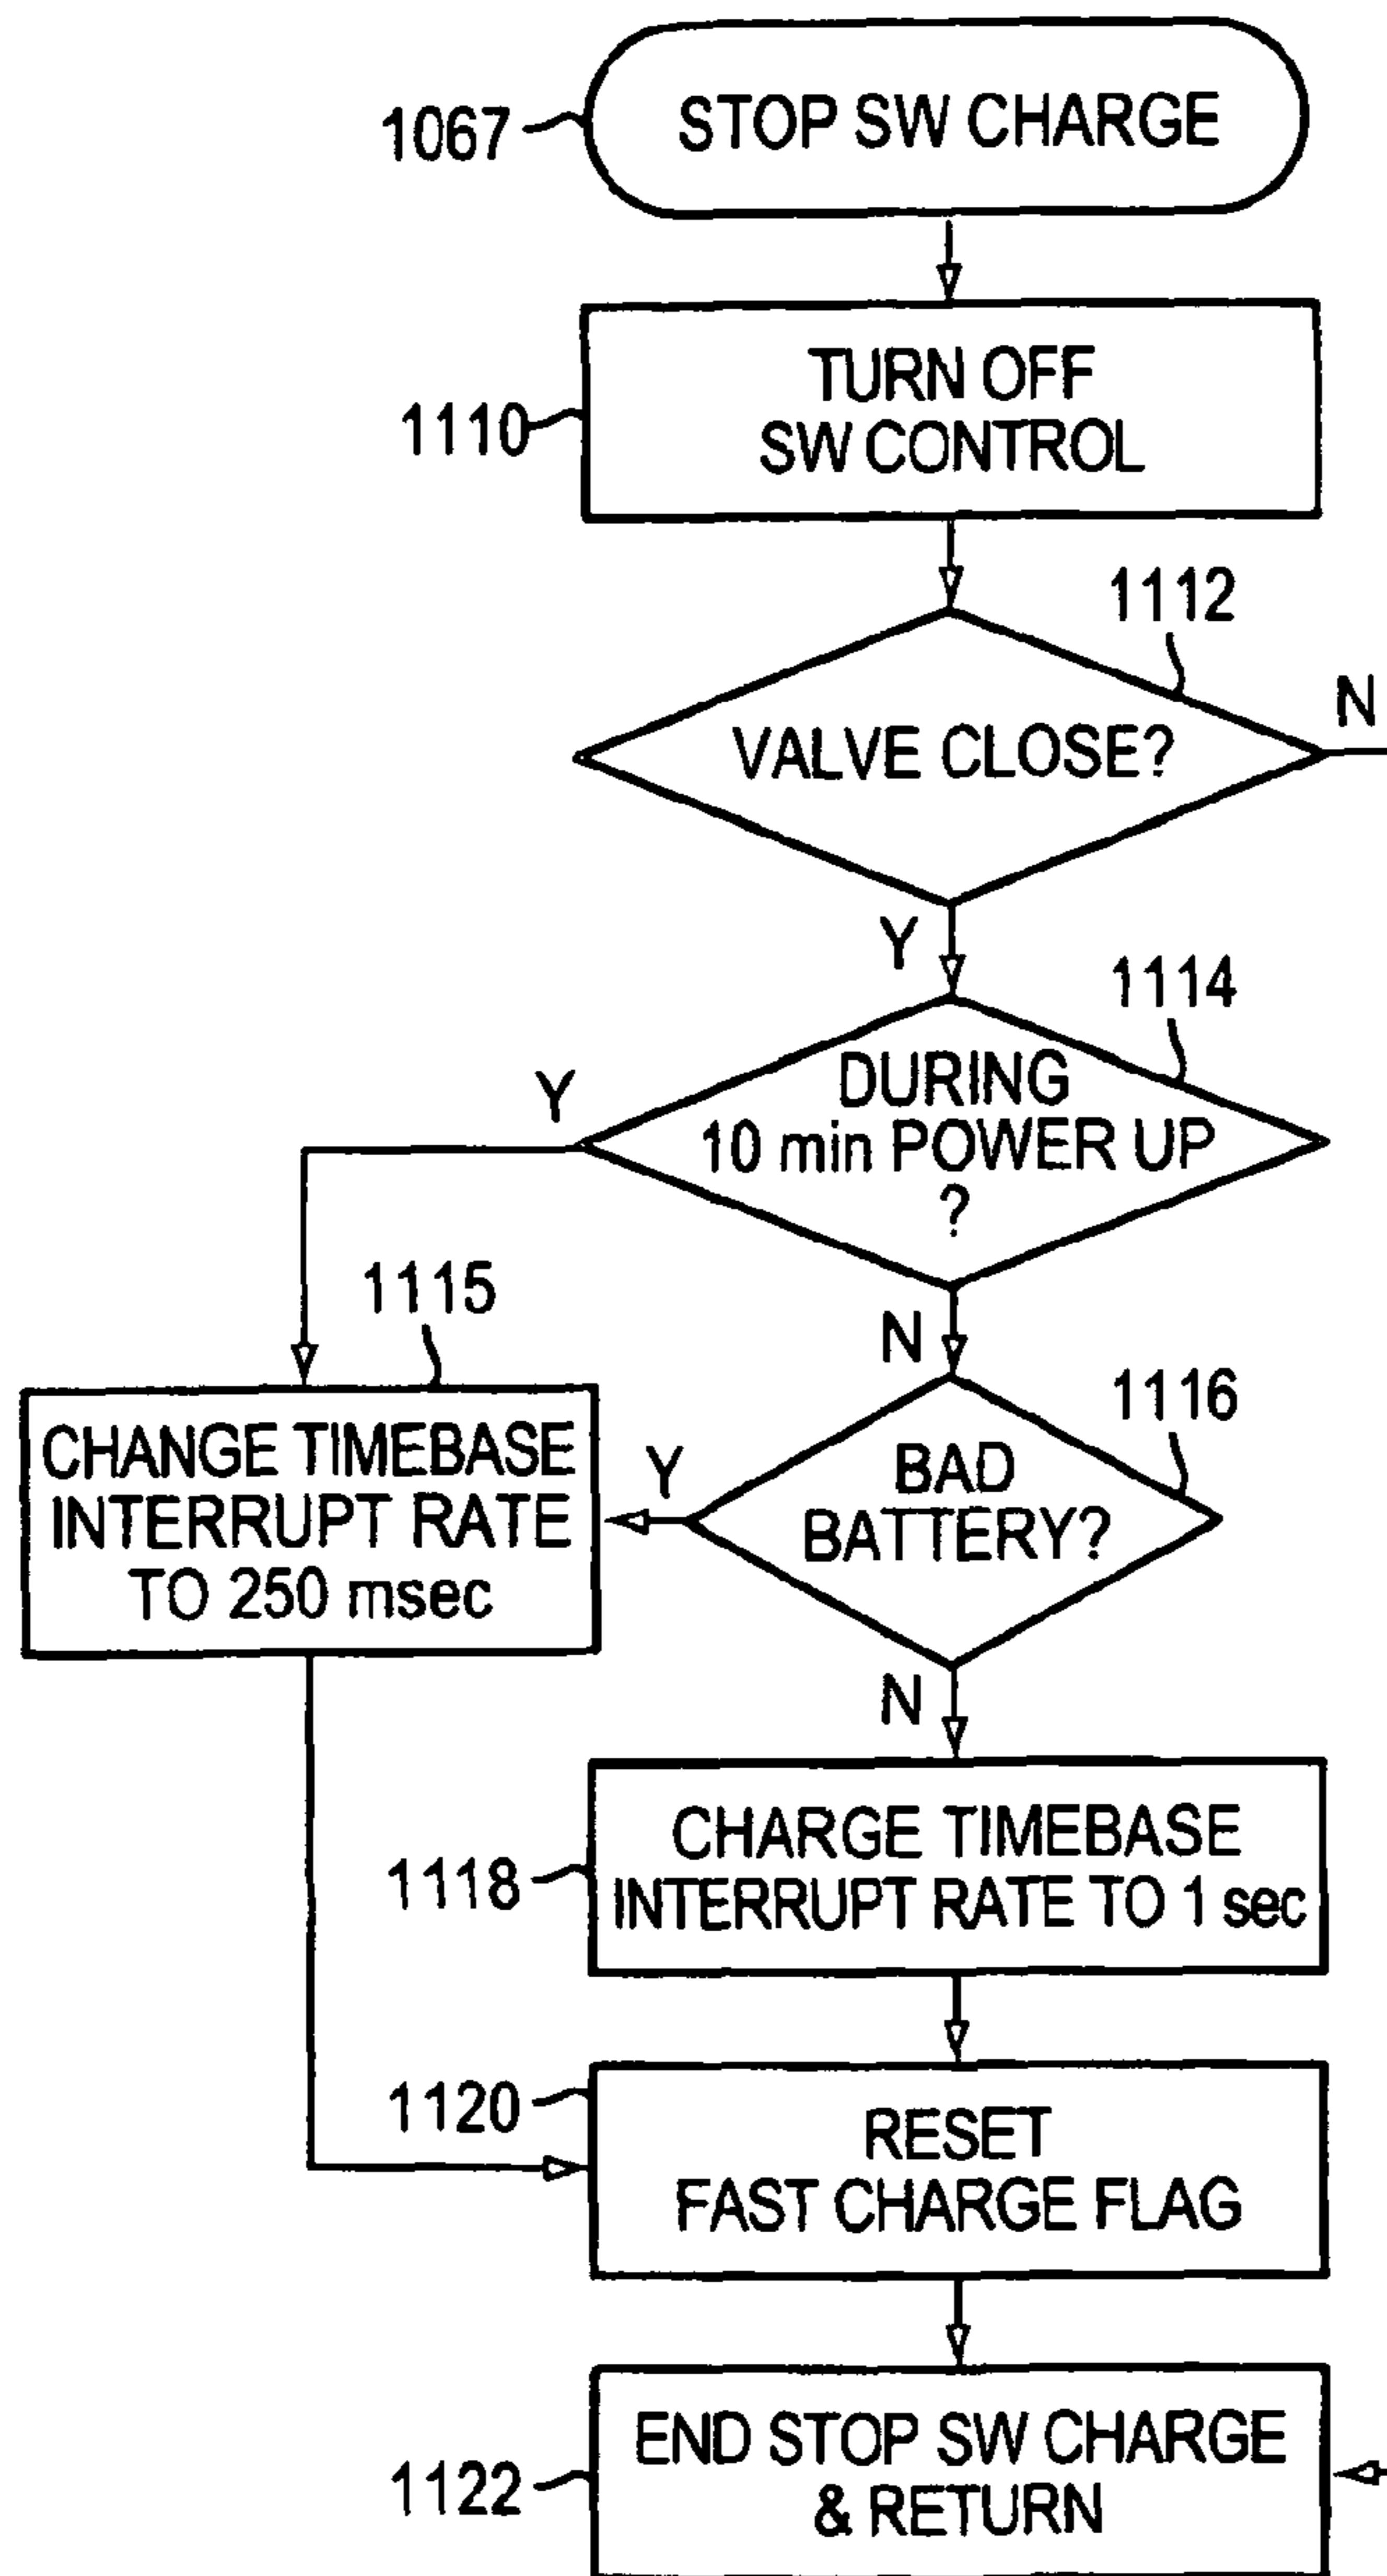 STOP SW CHARGE
1067
TURN OFF
SW CONTROL
1110
1112
VALVE CLOSE?
N
Y
1114
DURING
10 min POWER UP
?
Y
N
1115
CHANGE TIMEBASE
INTERRUPT RATE
TO 250 msec
1116
BAD
BATTERY?
Y
N
CHARGE TIMEBASE
INTERRUPT RATE TO 1 sec
1118
1120
RESET
FAST CHARGE FLAG
END STOP SW CHARGE
& RETURN
1122